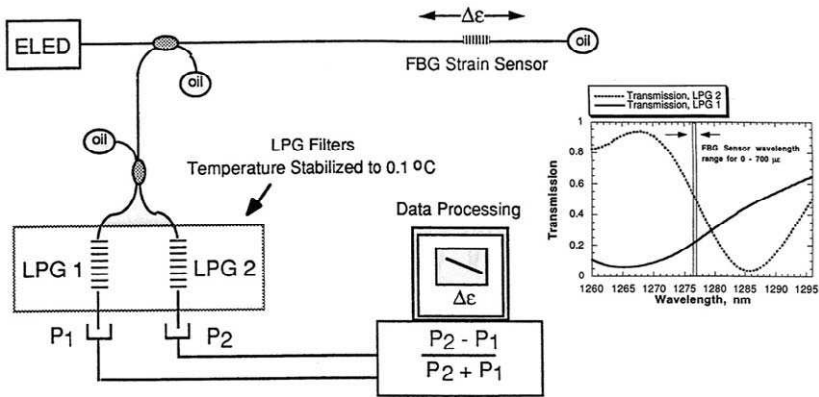 ELED
Δε
oil
FBG Strain Sensor
oil
oil
LPG Filters
Temperature Stabilized to 0.1 °C
LPG 1
LPG 2
P1
P2
Data Processing
Δε
P2 - P1
P2 + P1
Transmission, LPG 2
Transmission, LPG 1
FBG Sensor wavelength
range for 0 - 700 με
Transmission
1
0.8
0.6
0.4
0.2
0
1260 1265 1270 1275 1280 1285 1290 1295
Wavelength, nm